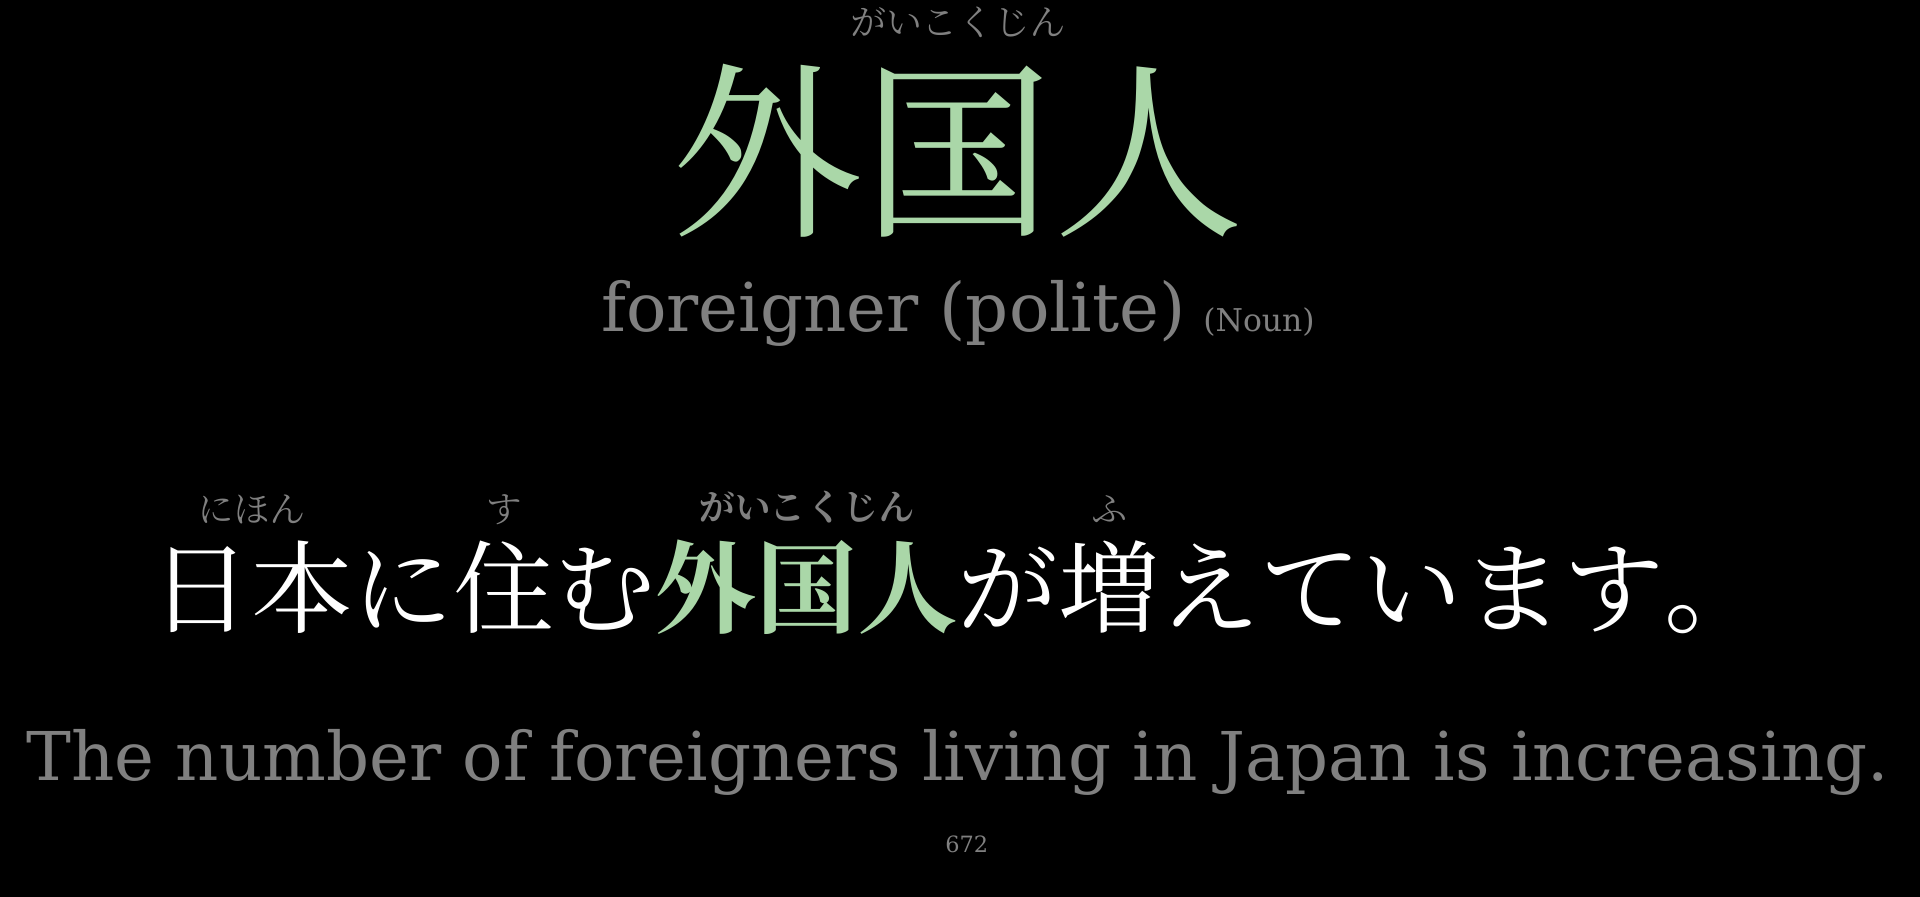 がいこくじん
外国人
foreigner (polite) (Noun)
にほん す がいこくじん ふ
日本に住む外国人が増えています。
The number of foreigners living in Japan is increasing.
672